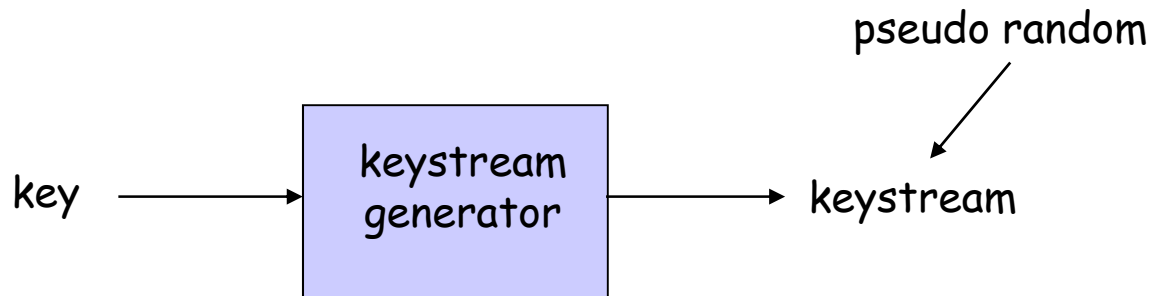 pseudo random
key
keystream
generator
keystream